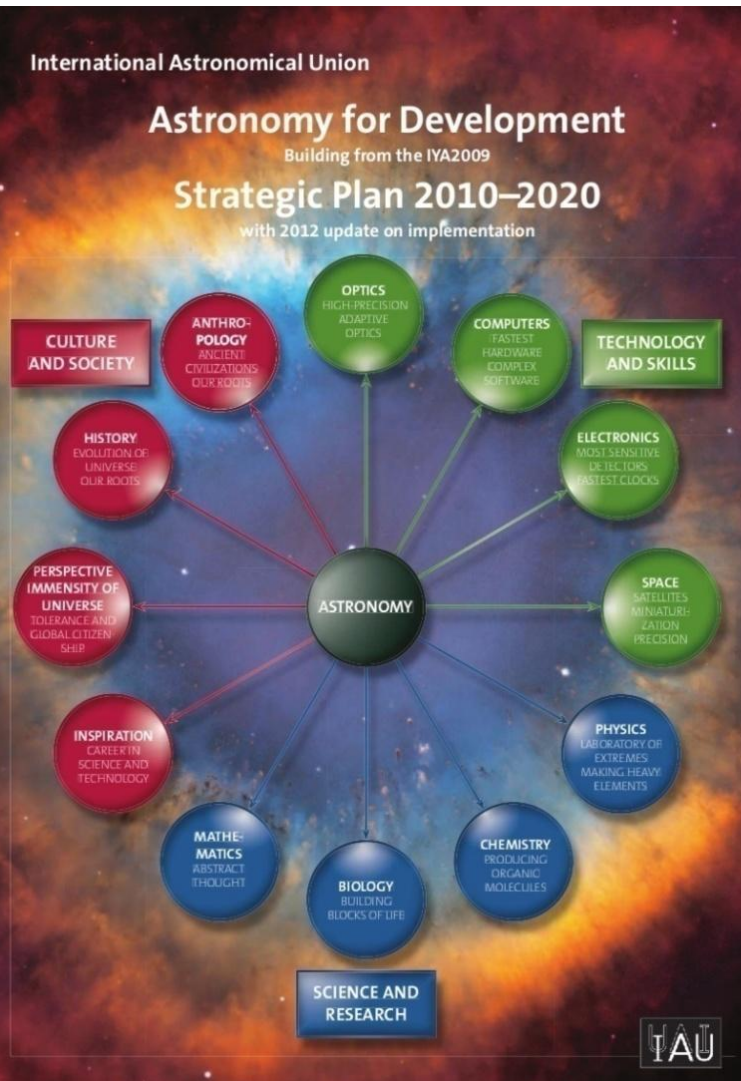 International Astronomical Union
Astronomy for Development
Building from the IYA2009
Strategic Plan 2010–2020
with 2012 update on implementation
CULTURE
AND SOCIETY
ANTHRO-
POLOGY
ANCIENT
CIVILIZATIONS
OUR ROOTS
OPTICS
HIGH-PRECISION
ADAPTIVE
OPTICS
COMPUTERS
FASTEST
HARDWARE
COMPLEX
SOFTWARE
TECHNOLOGY
AND SKILLS
HISTORY
EVOLUTION OF
UNIVERSE
OUR ROOTS
ELECTRONICS
MOST SENSITIVE
DETECTORS
FASTEST CLOCKS
PERSPECTIVE
IMMENSITY OF
UNIVERSE
TOLERANCE AND
GLOBAL CITIZEN
SHIP
ASTRONOMY
SPACE
SATELLITES
MINIATURI-
ZATION
PRECISION
INSPIRATION
CAREER IN
SCIENCE AND
TECHNOLOGY
PHYSICS
LABORATORY OF
EXTREMES
MAKING HEAVY
ELEMENTS
MATHE-
MATICS
ABSTRACT
THOUGHT
BIOLOGY
BUILDING
BLOCKS OF LIFE
CHEMISTRY
PRODUCING
ORGANIC
MOLECULES
SCIENCE AND
RESEARCH
UAI
IAU